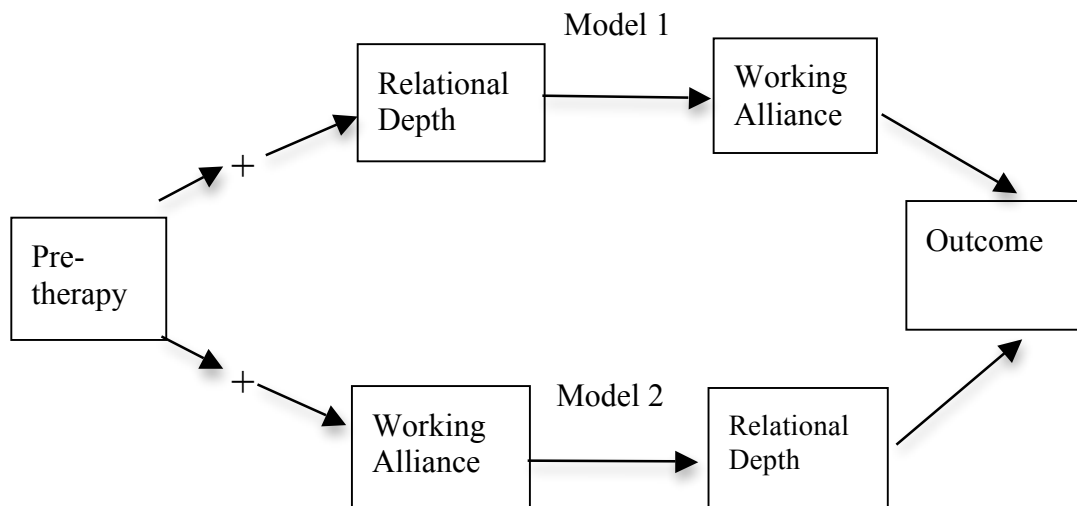 Model 1
Relational
Depth
Working
Alliance
+
Pre-
therapy
Outcome
+
Model 2
Working
Alliance
Relational
Depth